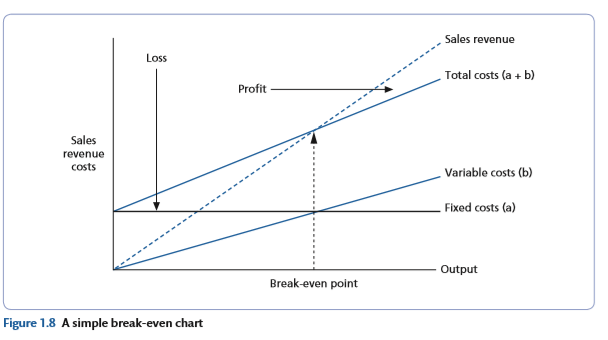 Sales revenue
Loss
Total costs (a + b)
Profit
Sales
revenue
costs
Variable costs (b)
Fixed costs (a)
Output
Break-even point
Figure 1.8 A simple break-even chart